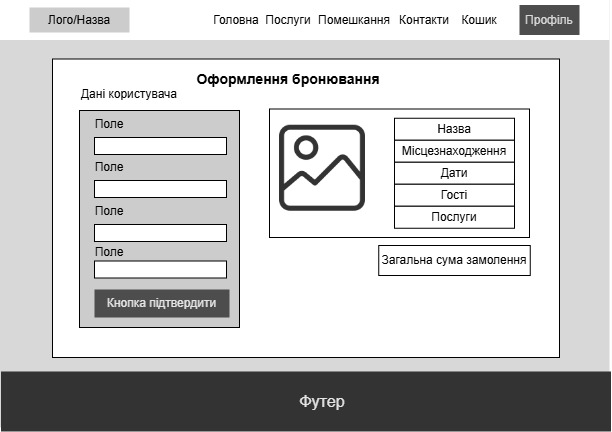 Лого/Назва
Головна Послуги Помешкання Контакти Кошик Профіль
Оформлення бронювання
Дані користувача
Поле
Поле
Поле
Поле
Кнопка підтвердити
Назва
Місцезнаходження
Дати
Гості
Послуги
Загальна сума замолення
Футер